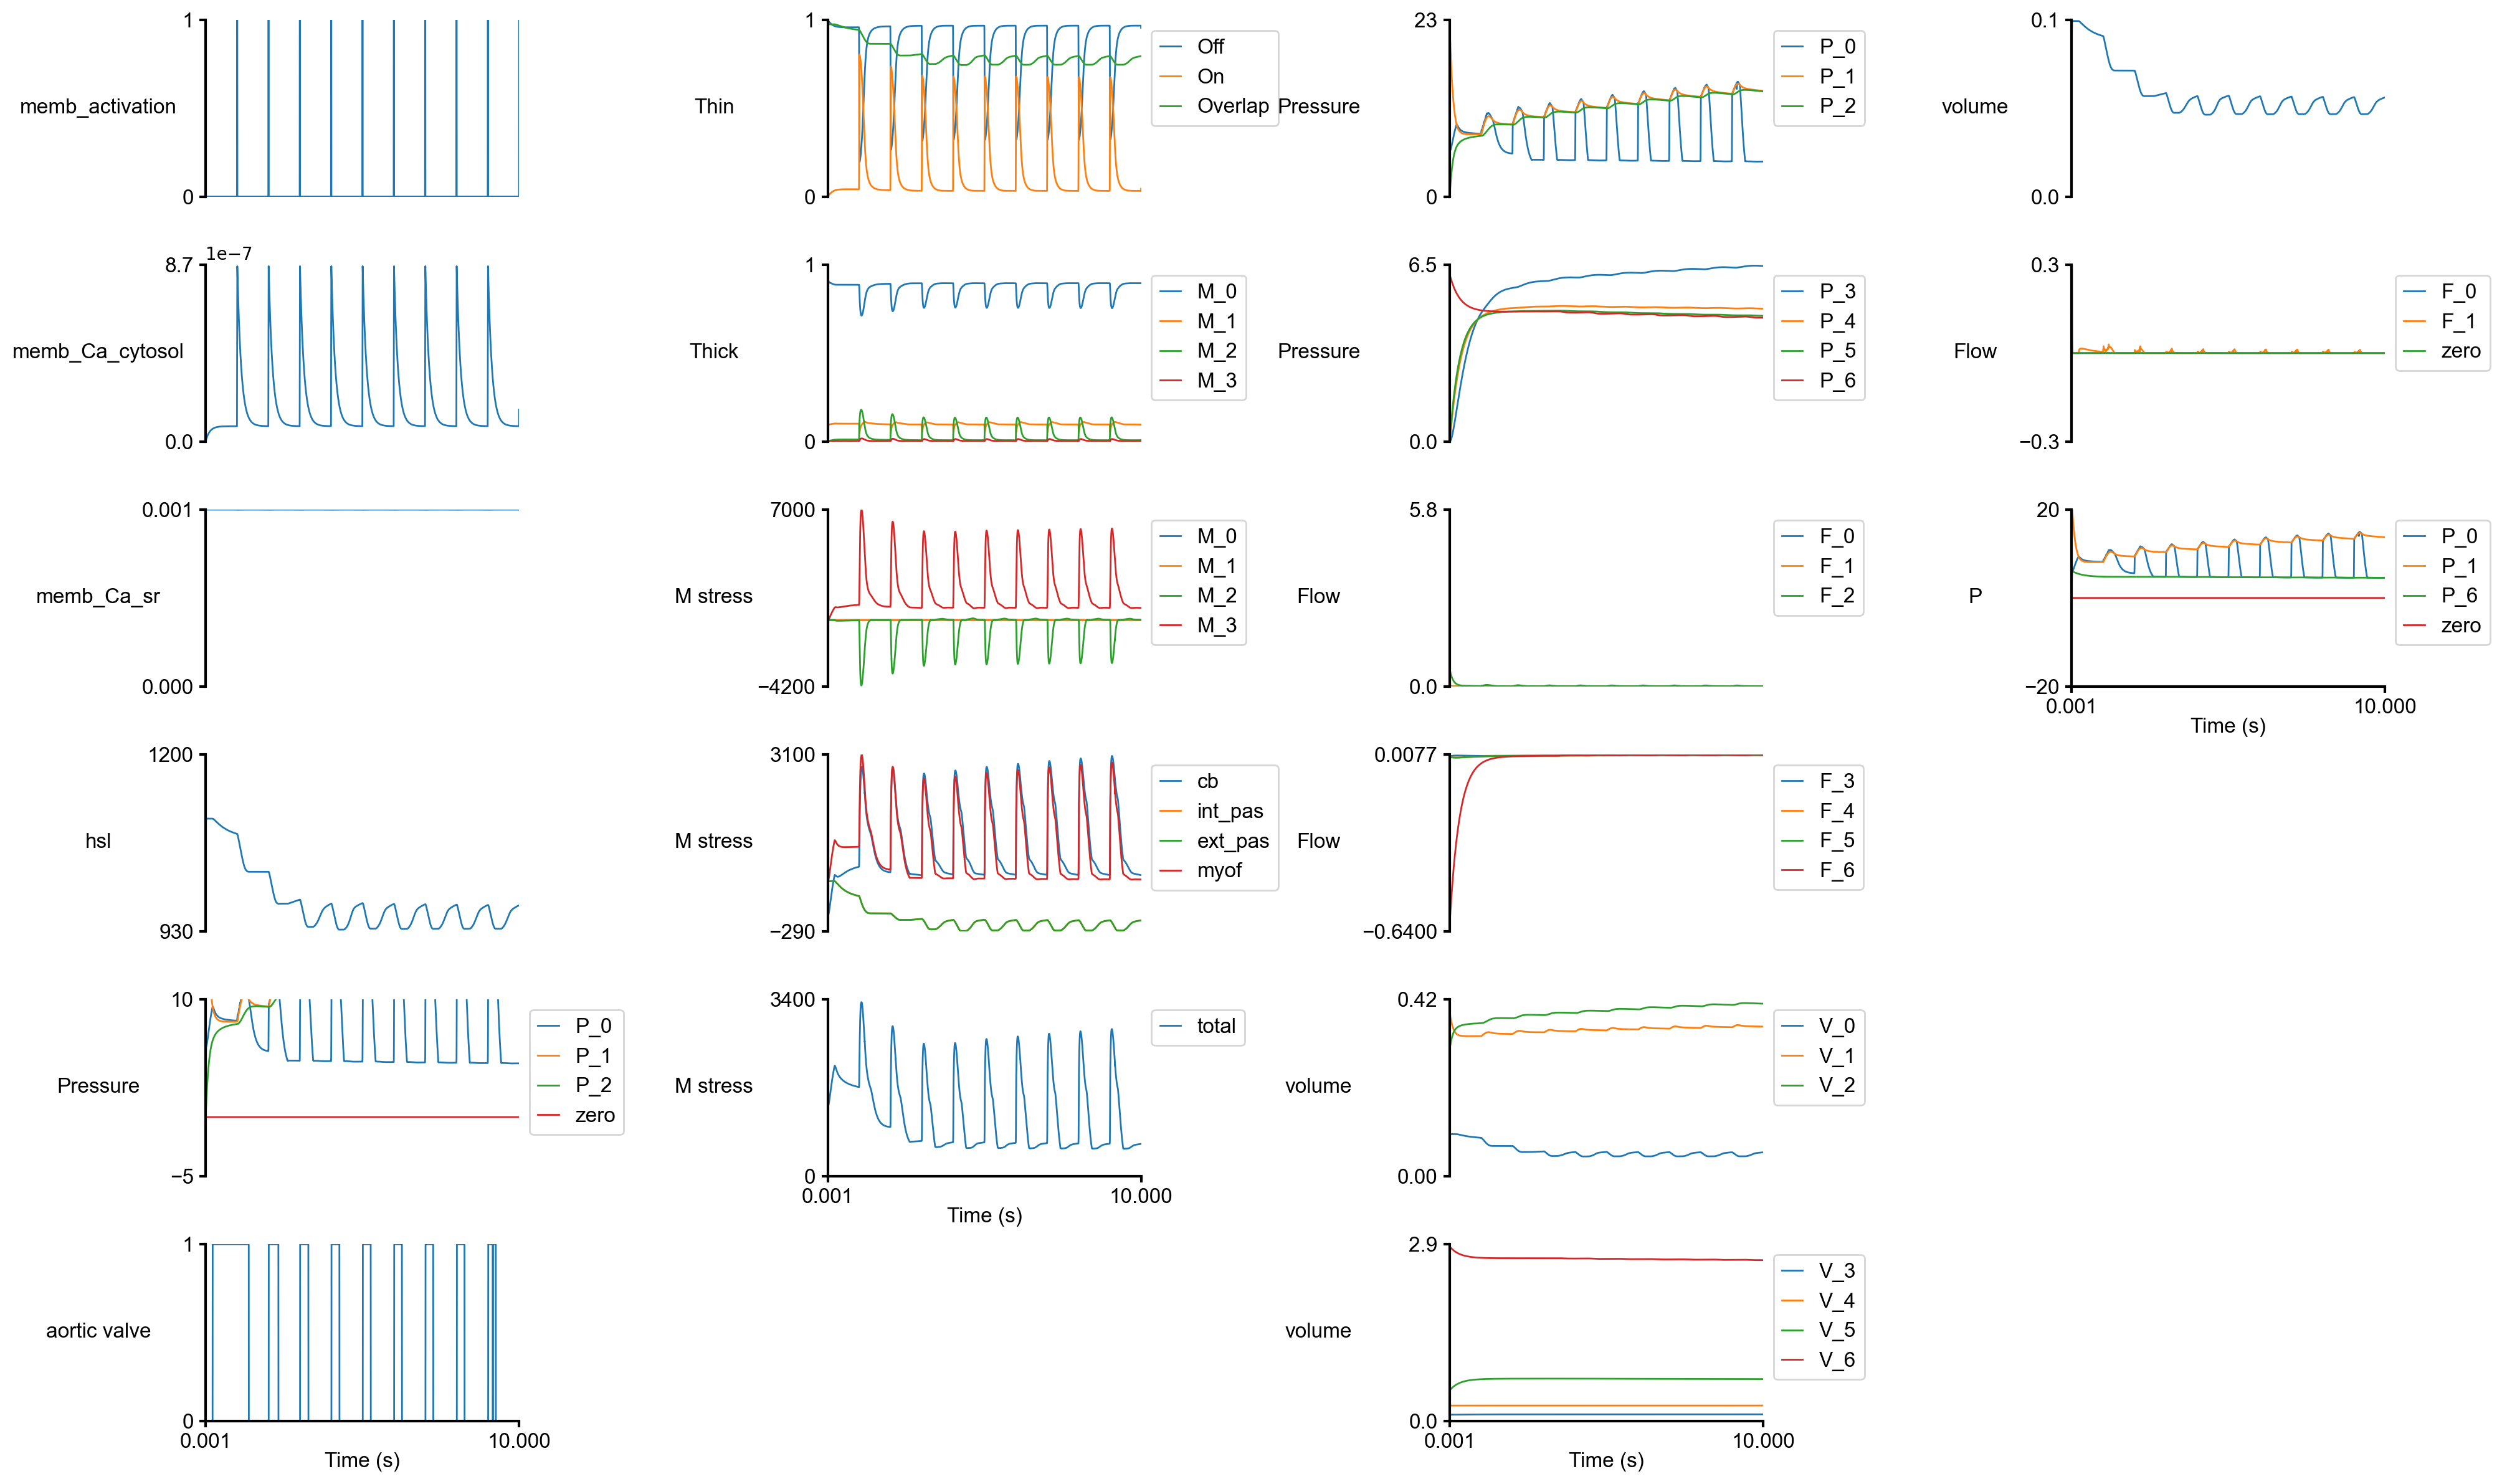 1
memb_activation
0
1e−7
8.7
memb_Ca_cytosol
0.0
0.001
memb_Ca_sr
0.000
1200
hsl
930
10
Pressure
−5
P_0
P_1
P_2
zero
1
aortic valve
0
0.001 10.000
Time (s)
1
Thin
0
Off
On
Overlap
1
Thick
0
M_0
M_1
M_2
M_3
7000
M stress
−4200
M_0
M_1
M_2
M_3
3100
M stress
−290
cb
int_pas
ext_pas
myof
3400
M stress
0
total
0.001 10.000
Time (s)
23
Pressure
0
P_0
P_1
P_2
6.5
Pressure
0.0
P_3
P_4
P_5
P_6
5.8
Flow
0.0
F_0
F_1
F_2
0.0077
Flow
−0.6400
F_3
F_4
F_5
F_6
0.42
volume
0.00
V_0
V_1
V_2
2.9
volume
0.0
V_3
V_4
V_5
V_6
0.001 10.000
Time (s)
0.1
volume
0.0
0.3
Flow
−0.3
F_0
F_1
zero
20
P
−20
P_0
P_1
P_6
zero
0.001 10.000
Time (s)